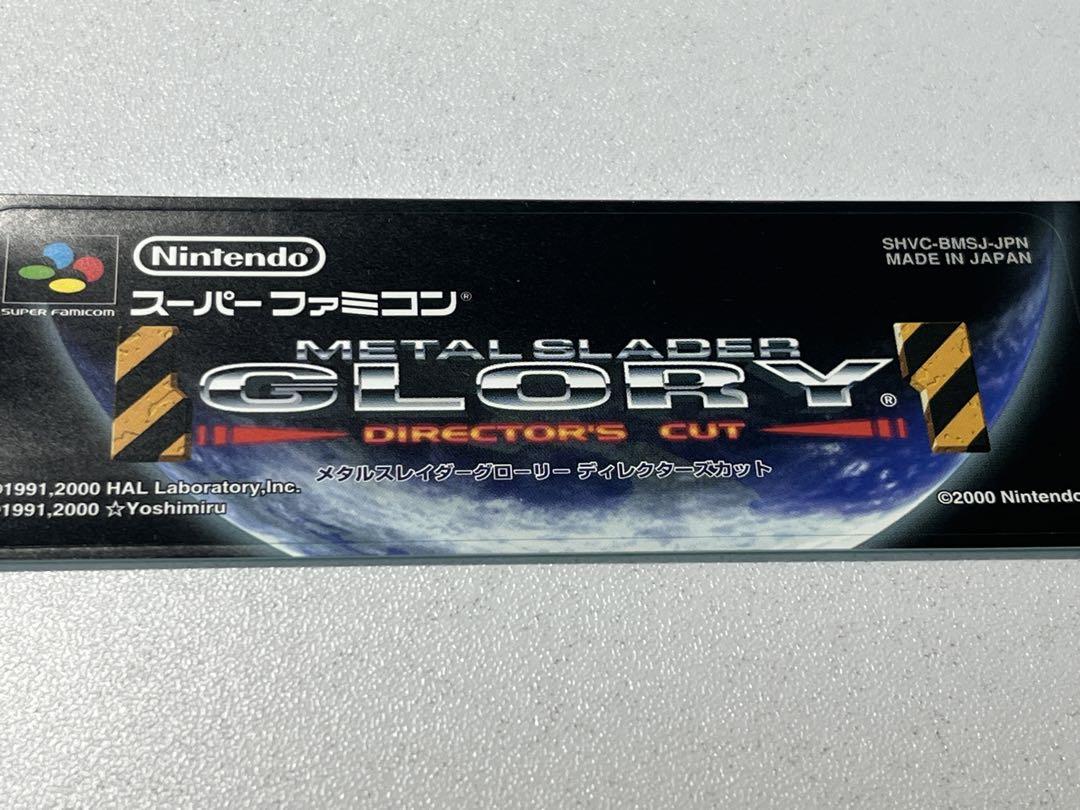 SUPER FAMICOM
Nintendo®
スーパーファミコン®
SHVC-BMSJ-JPN
MADE IN JAPAN
METAL SLADER
GLORY®
DIRECTOR'S CUT
メタルスレイダーグローリー ディレクターズカット
©1991,2000 HAL Laboratory,Inc.
©1991,2000 ☆Yoshimiru
©2000 Nintendo